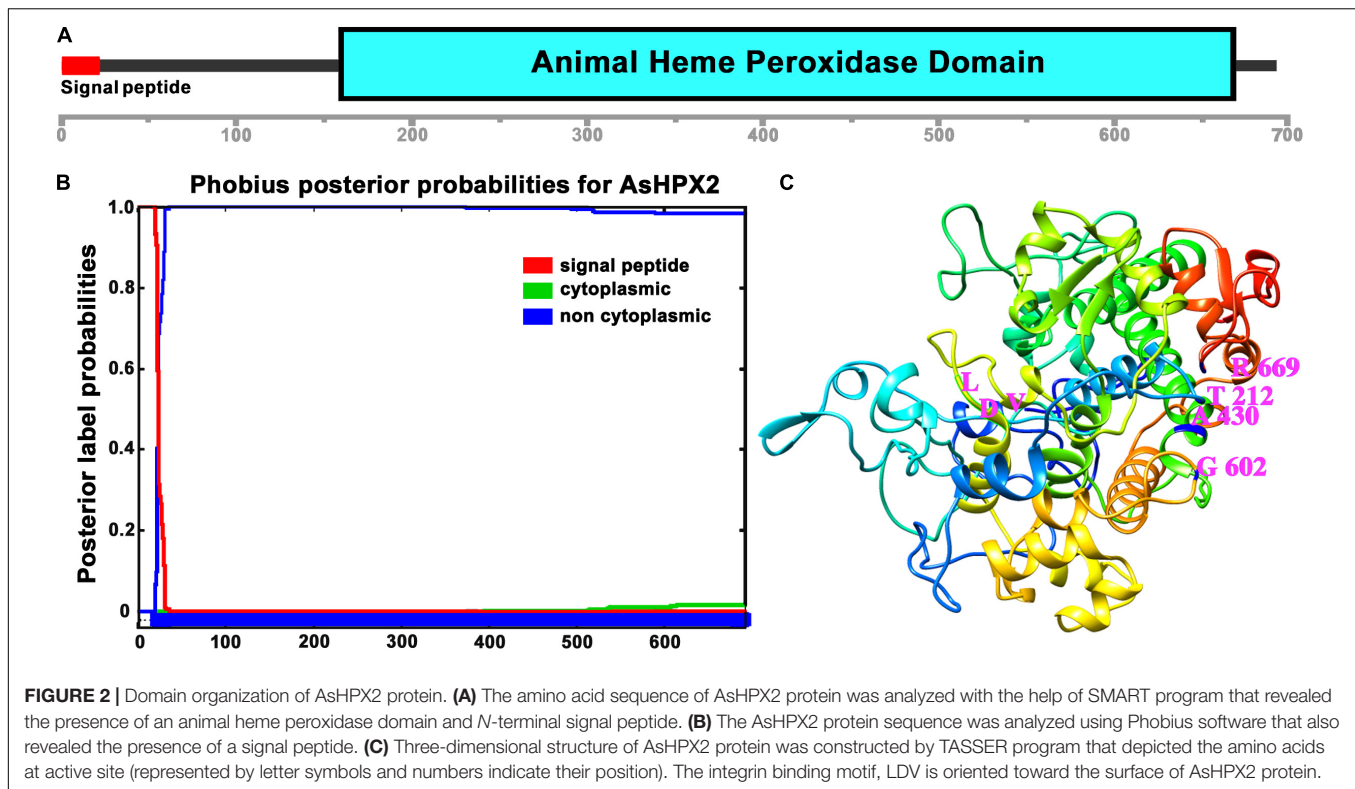 A
Animal Heme Peroxidase Domain
Signal peptide
0 100 200 300 400 500 600 700
B
Phobius posterior probabilities for AsHPX2
C
Posterior label probabilities
1.0
0.8
0.6
0.4
0.2
0
signal peptide
cytoplasmic
non cytoplasmic
0 100 200 300 400 500 600
L
D V
R 669
T 212
A 430
G 602
FIGURE 2 | Domain organization of AsHPX2 protein. (A) The amino acid sequence of AsHPX2 protein was analyzed with the help of SMART program that revealed
the presence of an animal heme peroxidase domain and N-terminal signal peptide. (B) The AsHPX2 protein sequence was analyzed using Phobius software that also
revealed the presence of a signal peptide. (C) Three-dimensional structure of AsHPX2 protein was constructed by TASSER program that depicted the amino acids
at active site (represented by letter symbols and numbers indicate their position). The integrin binding motif, LDV is oriented toward the surface of AsHPX2 protein.